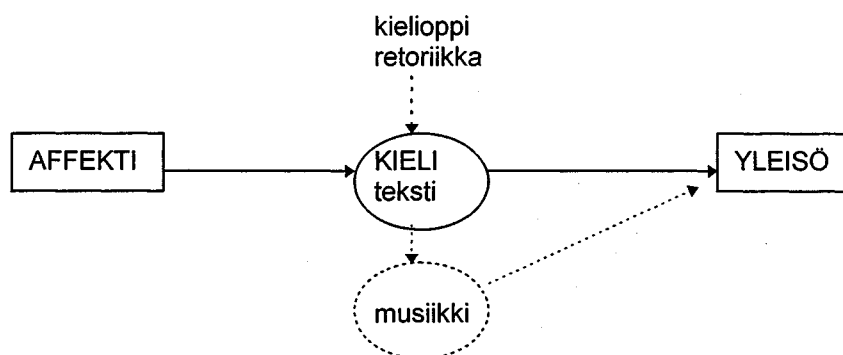 kielioppi
retoriikka
AFFEKTI
KIELI
teksti
YLEISÖ
musiikki